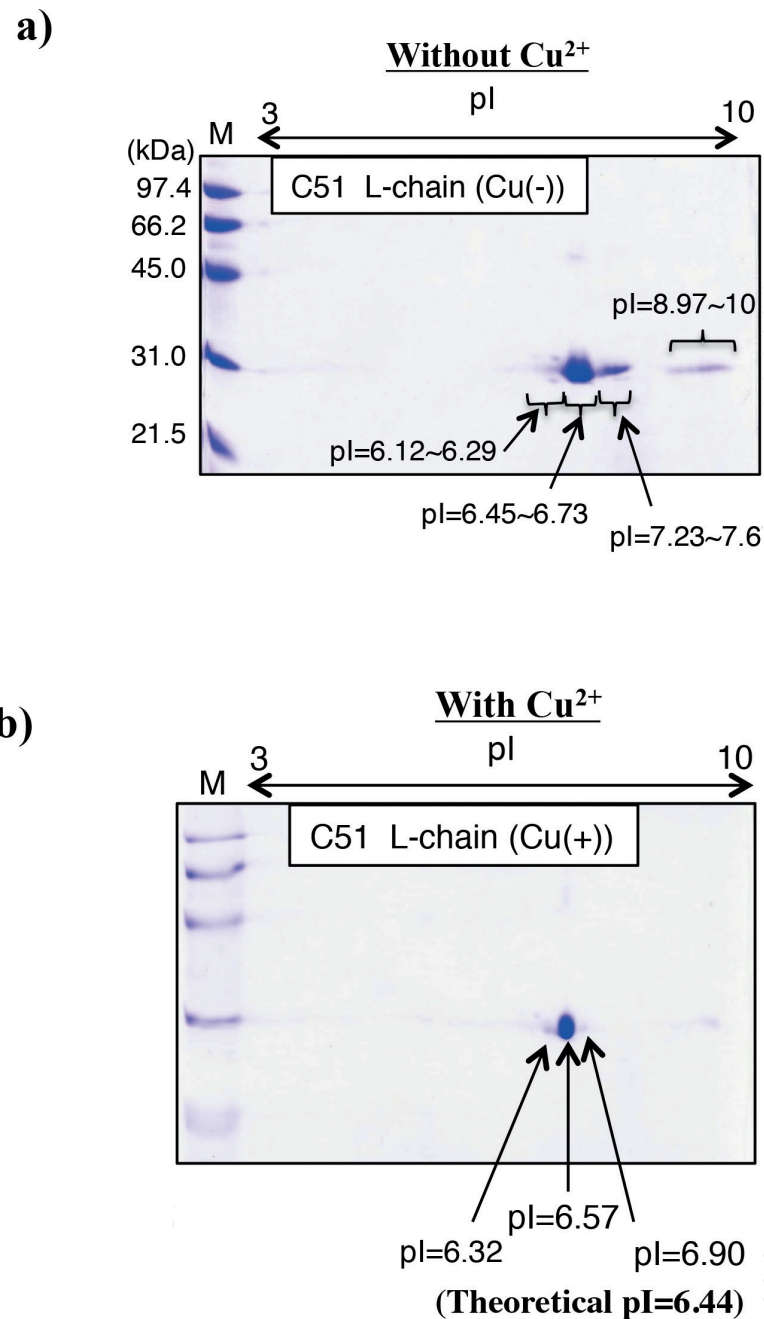 a)
Without Cu²⁺
pI
3 10
M
(kDa)
C51 L-chain (Cu(-))
97.4
66.2
45.0
pI=8.97~10
31.0
21.5
pI=6.12~6.29
pI=6.45~6.73
pI=7.23~7.6
b)
With Cu²⁺
pI
3 10
M
C51 L-chain (Cu(+))
pI=6.57
pI=6.32 pI=6.90
(Theoretical pI=6.44)